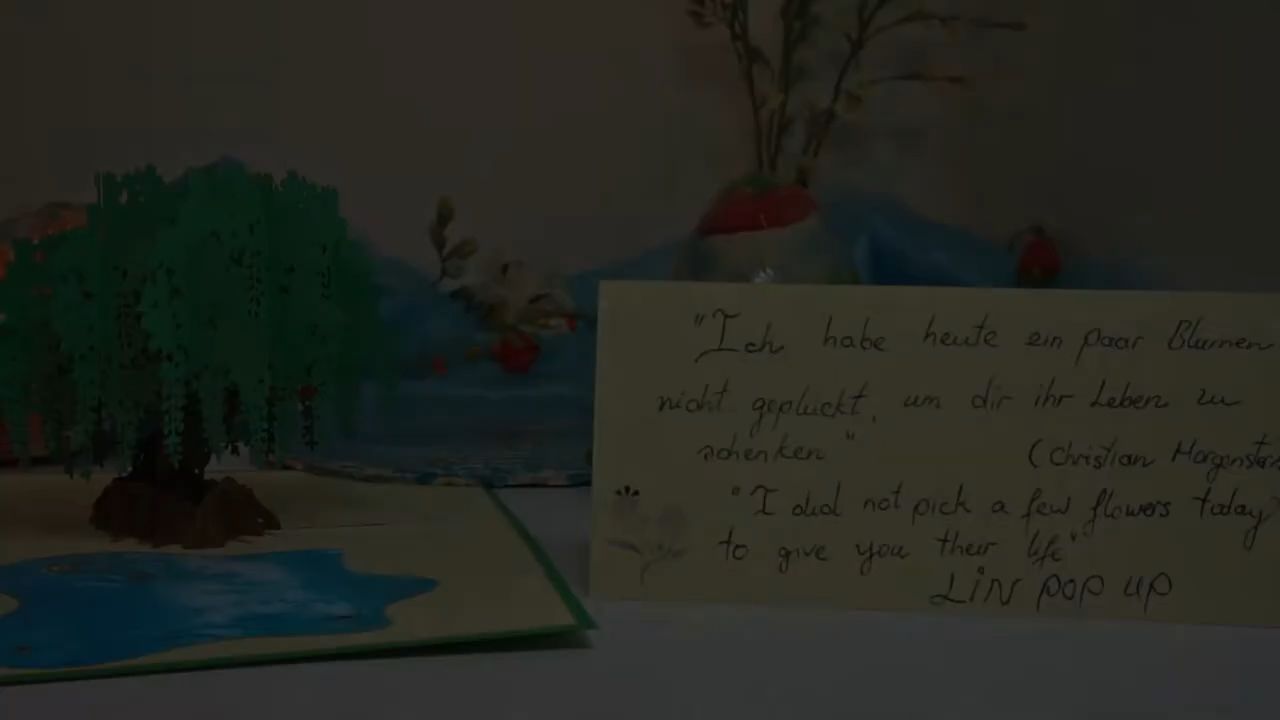 "Ich habe heute ein paar Blumen
nicht gepluckt, um dir ihr Leben zu
schenken"
(Christian Morgenstern
"I did not pick a few flowers today
to give you their life"
LIN POP UP